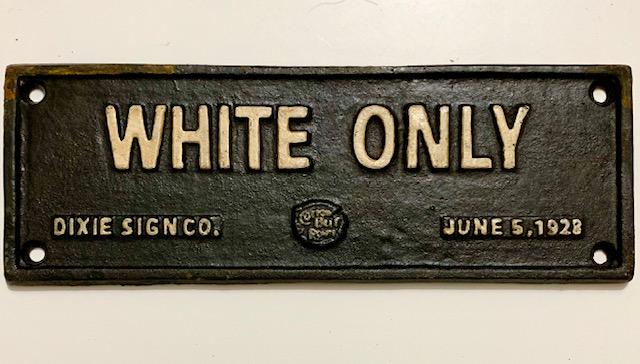 WHITE ONLY
DIXIE SIGN CO.
JUNE 5, 1928